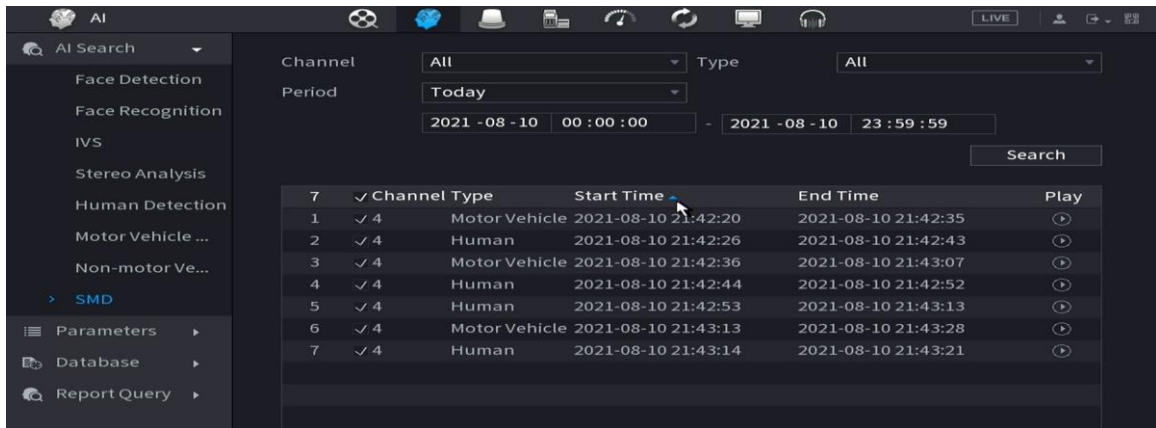 AI
LIVE
AI Search
Face Detection
Face Recognition
IVS
Stereo Analysis
Human Detection
Motor Vehicle ...
Non-motor Ve...
> SMD
Parameters
Database
Report Query
Channel All Type All
Period Today
2021 -08 -10 00 : 00 : 00 - 2021 -08 -10 23 : 59 : 59
Search
7 Channel Type Start Time End Time Play
1 4 Motor Vehicle 2021-08-10 21:42:20 2021-08-10 21:42:35
2 4 Human 2021-08-10 21:42:26 2021-08-10 21:42:43
3 4 Motor Vehicle 2021-08-10 21:42:36 2021-08-10 21:43:07
4 4 Human 2021-08-10 21:42:44 2021-08-10 21:42:52
5 4 Human 2021-08-10 21:42:53 2021-08-10 21:43:13
6 4 Motor Vehicle 2021-08-10 21:43:13 2021-08-10 21:43:28
7 4 Human 2021-08-10 21:43:14 2021-08-10 21:43:21